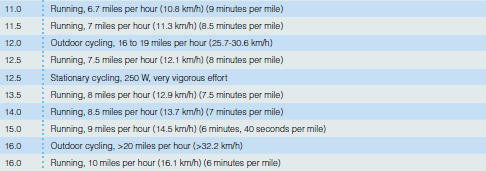 11.0 Running, 6.7 miles per hour (10.8 km/h) (9 minutes per mile)
11.5 Running, 7 miles per hour (11.3 km/h) (8.5 minutes per mile)
12.0 Outdoor cycling, 16 to 19 miles per hour (25.7-30.6 km/h)
12.5 Running, 7.5 miles per hour (12.1 km/h) (8 minutes per mile)
12.5 Stationary cycling, 250 W, very vigorous effort
13.5 Running, 8 miles per hour (12.9 km/h) (7.5 minutes per mile)
14.0 Running, 8.5 miles per hour (13.7 km/h) (7 minutes per mile)
15.0 Running, 9 miles per hour (14.5 km/h) (6 minutes, 40 seconds per mile)
16.0 Outdoor cycling, >20 miles per hour (>32.2 km/h)
16.0 Running, 10 miles per hour (16.1 km/h) (6 minutes per mile)